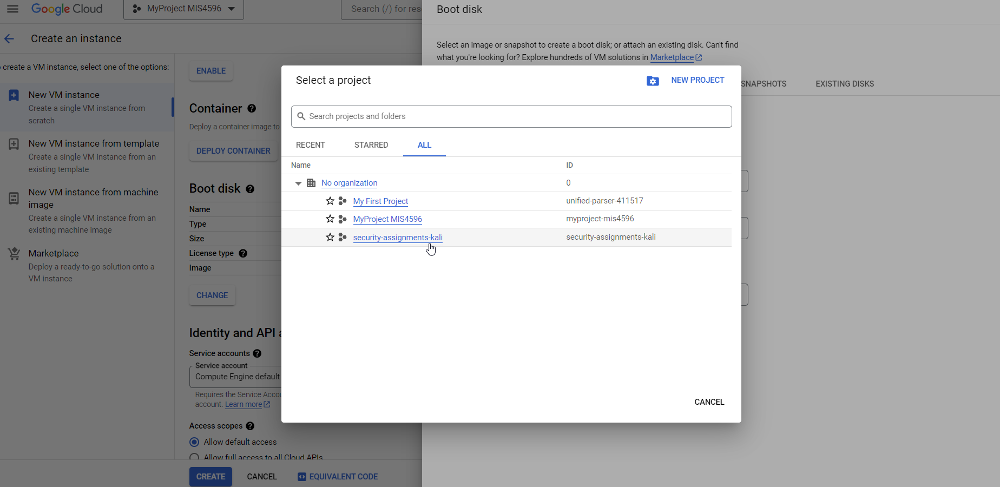 Google Cloud
MyProject MIS4596
Search (/) for res
Create an instance
create a VM instance, select one of the options:
New VM instance
Create a single VM instance from
scratch
New VM instance from template
Create a single VM instance from an
existing template
New VM instance from machine
image
Create a single VM instance from an
existing machine image
Marketplace
Deploy a ready-to-go solution onto a
VM instance
ENABLE
Container
Deploy a container image to
DEPLOY CONTAINER
Boot disk
Name
Type
Size
License type
Image
CHANGE
Identity and API a
Service accounts
Service account
Compute Engine default
Requires the Service Accou
account. Learn more
Access scopes
Allow default access
Allow full access to all Cloud APIs
CREATE
CANCEL
EQUIVALENT CODE
Boot disk
Select an image or snapshot to create a boot disk; or attach an existing disk. Can't find
what you're looking for? Explore hundreds of VM solutions in Marketplace
SNAPSHOTS
EXISTING DISKS
Select a project
NEW PROJECT
Search projects and folders
RECENT
STARRED
ALL
Name ID
No organization 0
My First Project unified-parser-411517
MyProject MIS4596 myproject-mis4596
security-assignments-kali security-assignments-kali
CANCEL